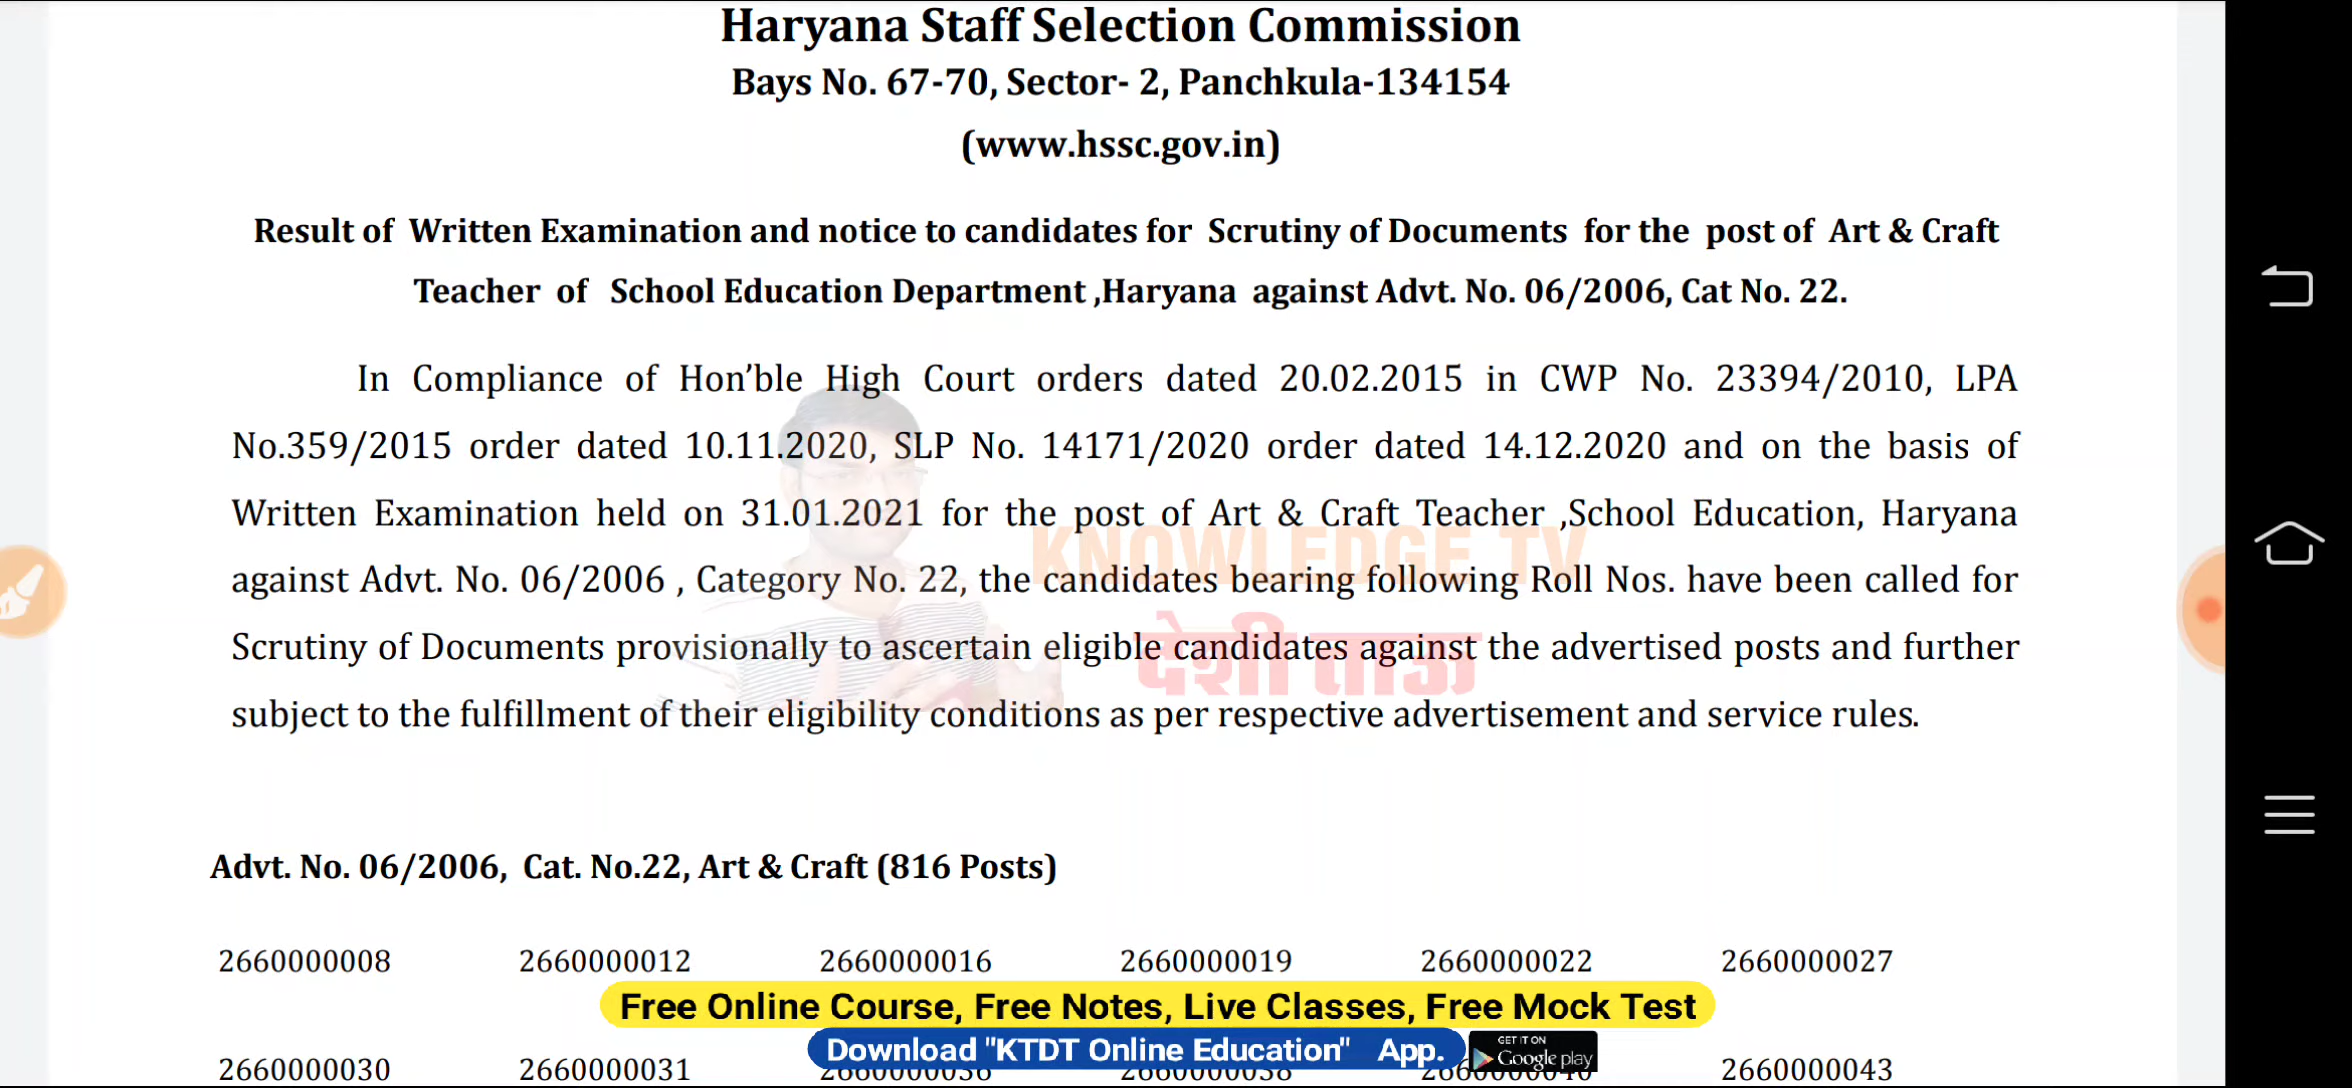 Haryana Staff Selection Commission
Bays No. 67-70, Sector- 2, Panchkula-134154
(www.hssc.gov.in)
Result of Written Examination and notice to candidates for Scrutiny of Documents for the post of Art & Craft
Teacher of School Education Department ,Haryana against Advt. No. 06/2006, Cat No. 22.
In Compliance of Hon’ble High Court orders dated 20.02.2015 in CWP No. 23394/2010, LPA
No.359/2015 order dated 10.11.2020, SLP No. 14171/2020 order dated 14.12.2020 and on the basis of
Written Examination held on 31.01.2021 for the post of Art & Craft Teacher ,School Education, Haryana
KNOWLEDGE TV
against Advt. No. 06/2006 , Category No. 22, the candidates bearing following Roll Nos. have been called for
Scrutiny of Documents provisionally to ascertain eligible candidates against the advertised posts and further
देशी ताऊ
subject to the fulfillment of their eligibility conditions as per respective advertisement and service rules.
Advt. No. 06/2006, Cat. No.22, Art & Craft (816 Posts)
2660000008 2660000012 2660000016 2660000019 2660000022 2660000027
Free Online Course, Free Notes, Live Classes, Free Mock Test
Download "KTDT Online Education" App.
GET IT ON
Google play
2660000030 2660000031 2660000036 2660000038 2660000040 2660000043